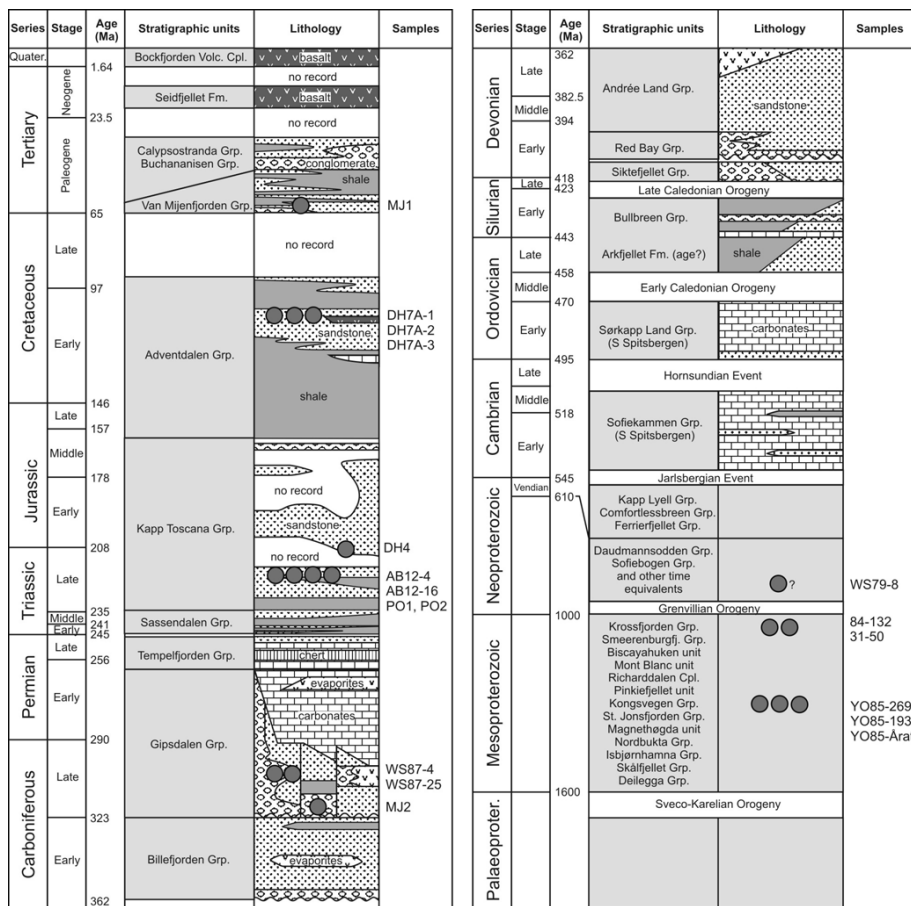 Series Stage Age (Ma) Stratigraphic units Lithology Samples
Quater. Bockfjorden Volc. Cpl. basalt
1.64
no record
Tertiary
Neogene
Seidfjellet Fm. basalt
23.5
no record
Paleogene
Calypsostranda Grp.
Buchananisen Grp. conglomerate
shale
Van Mijenfjorden Grp. MJ1
65
Cretaceous
Late
no record
97
Early
Adventdalen Grp.
sandstone
DH7A-1
DH7A-2
DH7A-3
shale
146
Jurassic
Late
157
Middle
178
Early
Kapp Toscana Grp.
no record
sandstone
DH4
208
no record
Triassic
Late
AB12-4
AB12-16
PO1, PO2
235
Middle
241
Early
245
Sassendalen Grp.
Permian
Late
Tempelfjorden Grp. chert
256
Early
evaporites
carbonates
290
Gipsdalen Grp.
Carboniferous
Late
WS87-4
WS87-25
MJ2
323
Early
Billefjorden Grp. evaporites
362
Series Stage Age (Ma) Stratigraphic units Lithology Samples
362
Devonian
Late
Andrée Land Grp.
sandstone
382.5
Middle
394
Early
Red Bay Grp.
Siktefjellet Grp.
418
Silurian
Late
Late Caledonian Orogeny
423
Early
Bullbreen Grp.
443
Ordovician
Late
Arkfjellet Fm. (age?) shale
458
Middle
Early Caledonian Orogeny
470
Early
Sørkapp Land Grp.
(S Spitsbergen)
carbonates
495
Cambrian
Late
Hornsundian Event
Middle
518
Early
Sofiekammen Grp.
(S Spitsbergen)
545
Jarlsbergian Event
Neoproterozoic
Vendian
610
Kapp Lyell Grp.
Comfortlessbreen Grp.
Ferrierfjellet Grp.
Daudmannsodden Grp.
Sofiebogen Grp.
and other time
equivalents
? WS79-8
Grenvillian Orogeny
1000
Mesoproterozoic
Krossfjorden Grp.
Smeerenburgfj. Grp.
Biscayahuken unit
Mont Blanc unit
Richarddalen Cpl.
Pinkiefjellet unit
Kongsvegen Grp.
St. Jonsfjorden Grp.
Magnethøgda unit
Nordbukta Grp.
Isbjørnhamna Grp.
Skålfjellet Grp.
Deilegga Grp.
84-132
31-50
YO85-269
YO85-193
YO85-Åra
1600
Sveco-Karelian Orogeny
Palaeoproter.